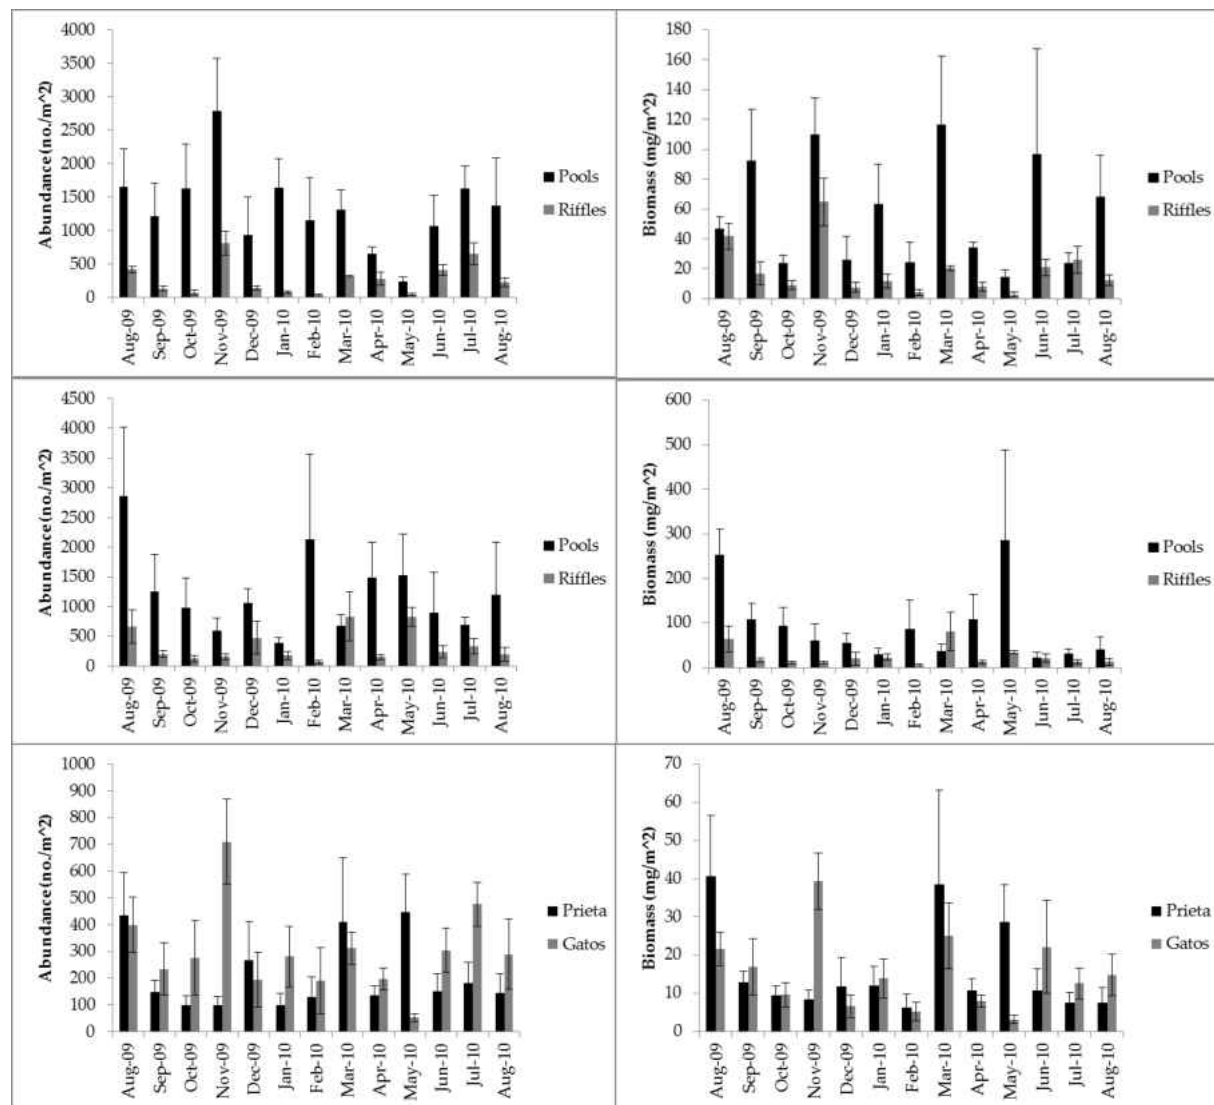 Abundance(no./m^2)
4000
3500
3000
2500
2000
1500
1000
500
0
Aug-09
Sep-09
Oct-09
Nov-09
Dec-09
Jan-10
Feb-10
Mar-10
Apr-10
May-10
Jun-10
Jul-10
Aug-10
Pools
Riffles
Biomass (mg/m^2)
180
160
140
120
100
80
60
40
20
0
Aug-09
Sep-09
Oct-09
Nov-09
Dec-09
Jan-10
Feb-10
Mar-10
Apr-10
May-10
Jun-10
Jul-10
Aug-10
Pools
Riffles
Abundance(no./m^2)
4500
4000
3500
3000
2500
2000
1500
1000
500
0
Aug-09
Sep-09
Oct-09
Nov-09
Dec-09
Jan-10
Feb-10
Mar-10
Apr-10
May-10
Jun-10
Jul-10
Aug-10
Pools
Riffles
Biomass (mg/m^2)
600
500
400
300
200
100
0
Aug-09
Sep-09
Oct-09
Nov-09
Dec-09
Jan-10
Feb-10
Mar-10
Apr-10
May-10
Jun-10
Jul-10
Aug-10
Pools
Riffles
Abundance(no./m^2)
1000
900
800
700
600
500
400
300
200
100
0
Aug-09
Sep-09
Oct-09
Nov-09
Dec-09
Jan-10
Feb-10
Mar-10
Apr-10
May-10
Jun-10
Jul-10
Aug-10
Prieta
Gatos
Biomass (mg/m^2)
70
60
50
40
30
20
10
0
Aug-09
Sep-09
Oct-09
Nov-09
Dec-09
Jan-10
Feb-10
Mar-10
Apr-10
May-10
Jun-10
Jul-10
Aug-10
Prieta
Gatos